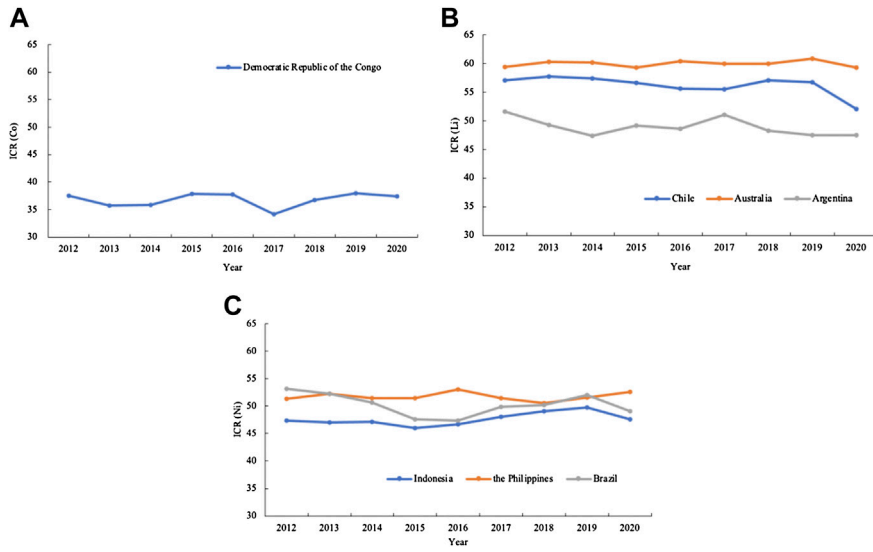 A
65
60
55
50
45
40
35
30
ICR (Co)
Democratic Republic of the Congo
2012 2013 2014 2015 2016 2017 2018 2019 2020
Year
B
65
60
55
50
45
40
35
30
ICR (Li)
Chile Australia Argentina
2012 2013 2014 2015 2016 2017 2018 2019 2020
Year
C
65
60
55
50
45
40
35
30
ICR (Ni)
Indonesia the Philippines Brazil
2012 2013 2014 2015 2016 2017 2018 2019 2020
Year